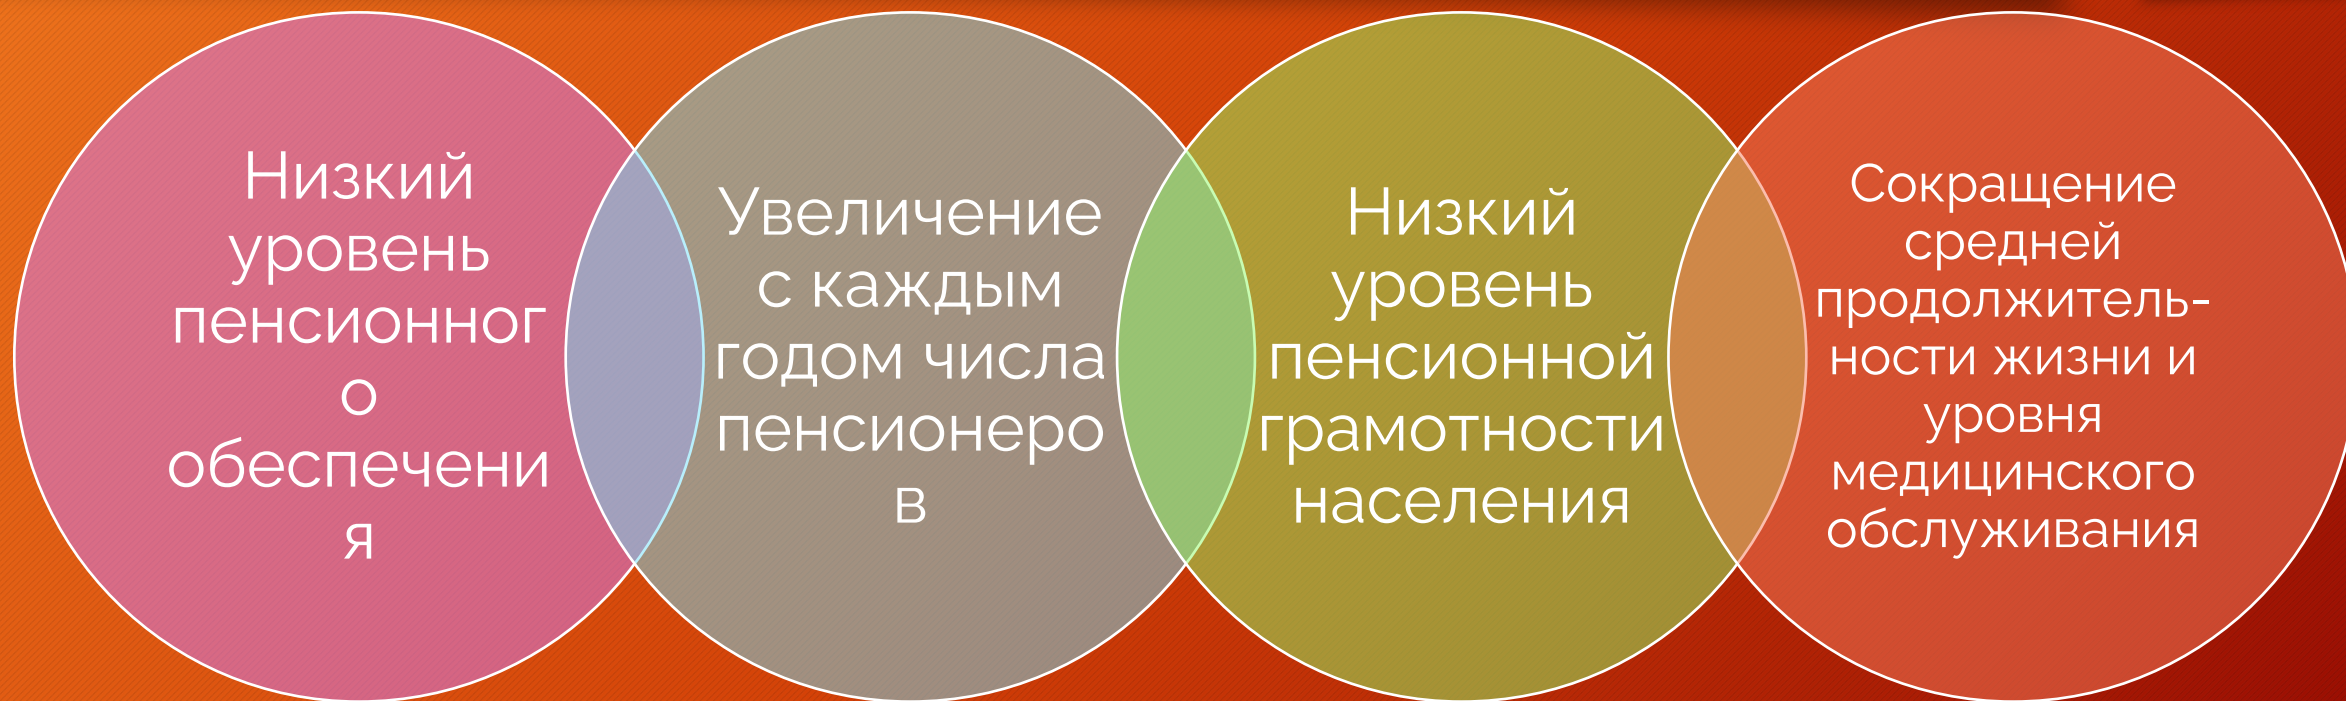 Низкий
уровень
пенсионног
о
обеспечени
я
Увеличение
с каждым
годом числа
пенсионеро
в
Низкий
уровень
пенсионной
грамотности
населения
Сокращение
средней
продолжитель-
ности жизни и
уровня
медицинского
обслуживания